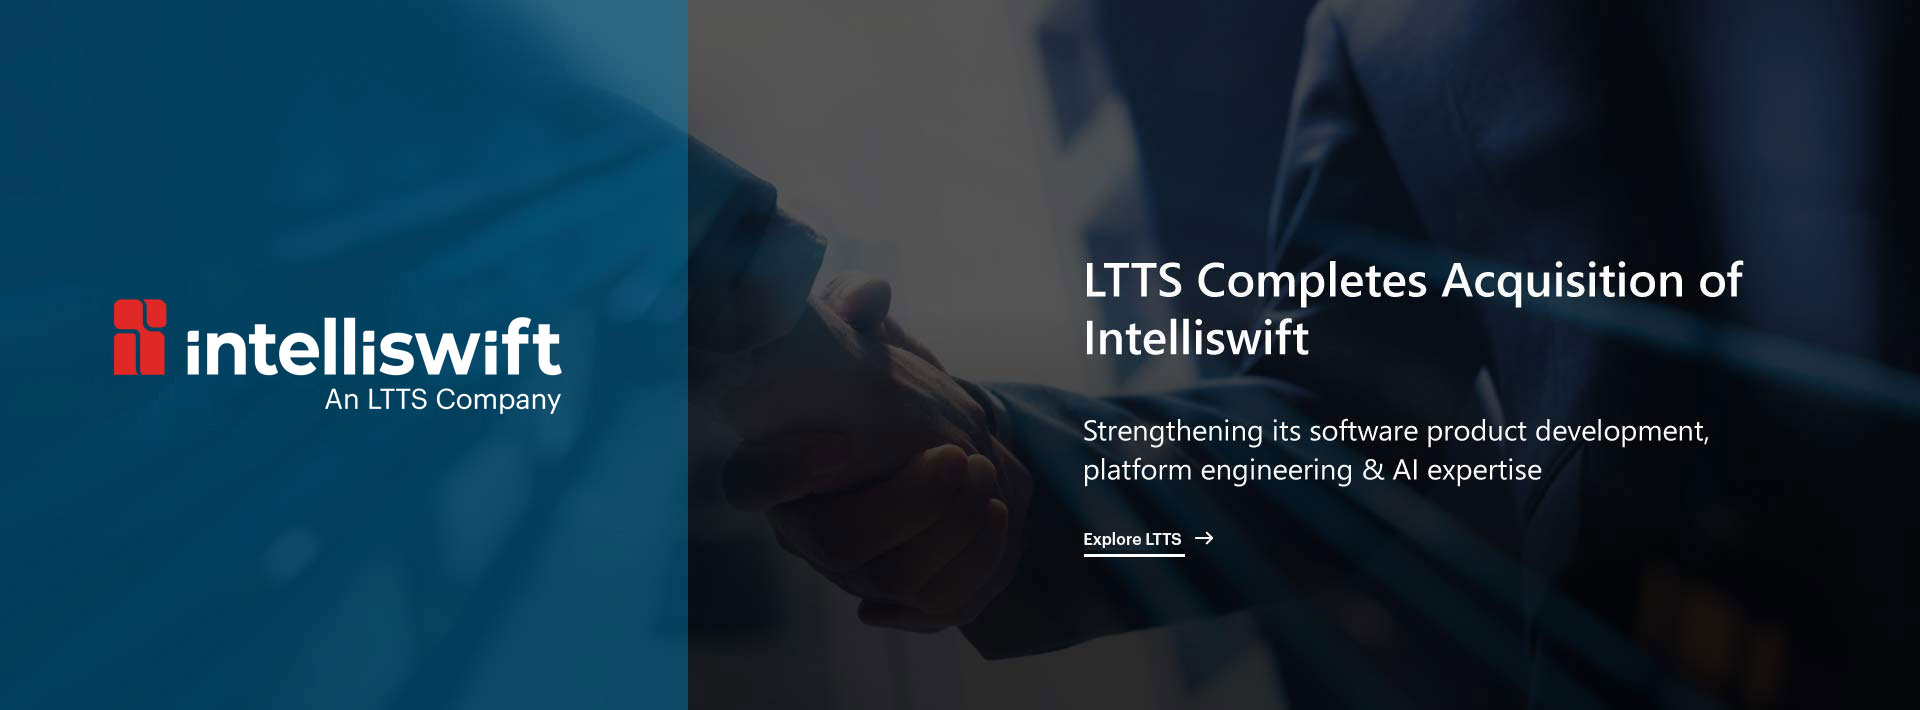 intelliswift
An LTTS Company
LTTS Completes Acquisition of
Intelliswift
Strengthening its software product development,
platform engineering & AI expertise
Explore LTTS →